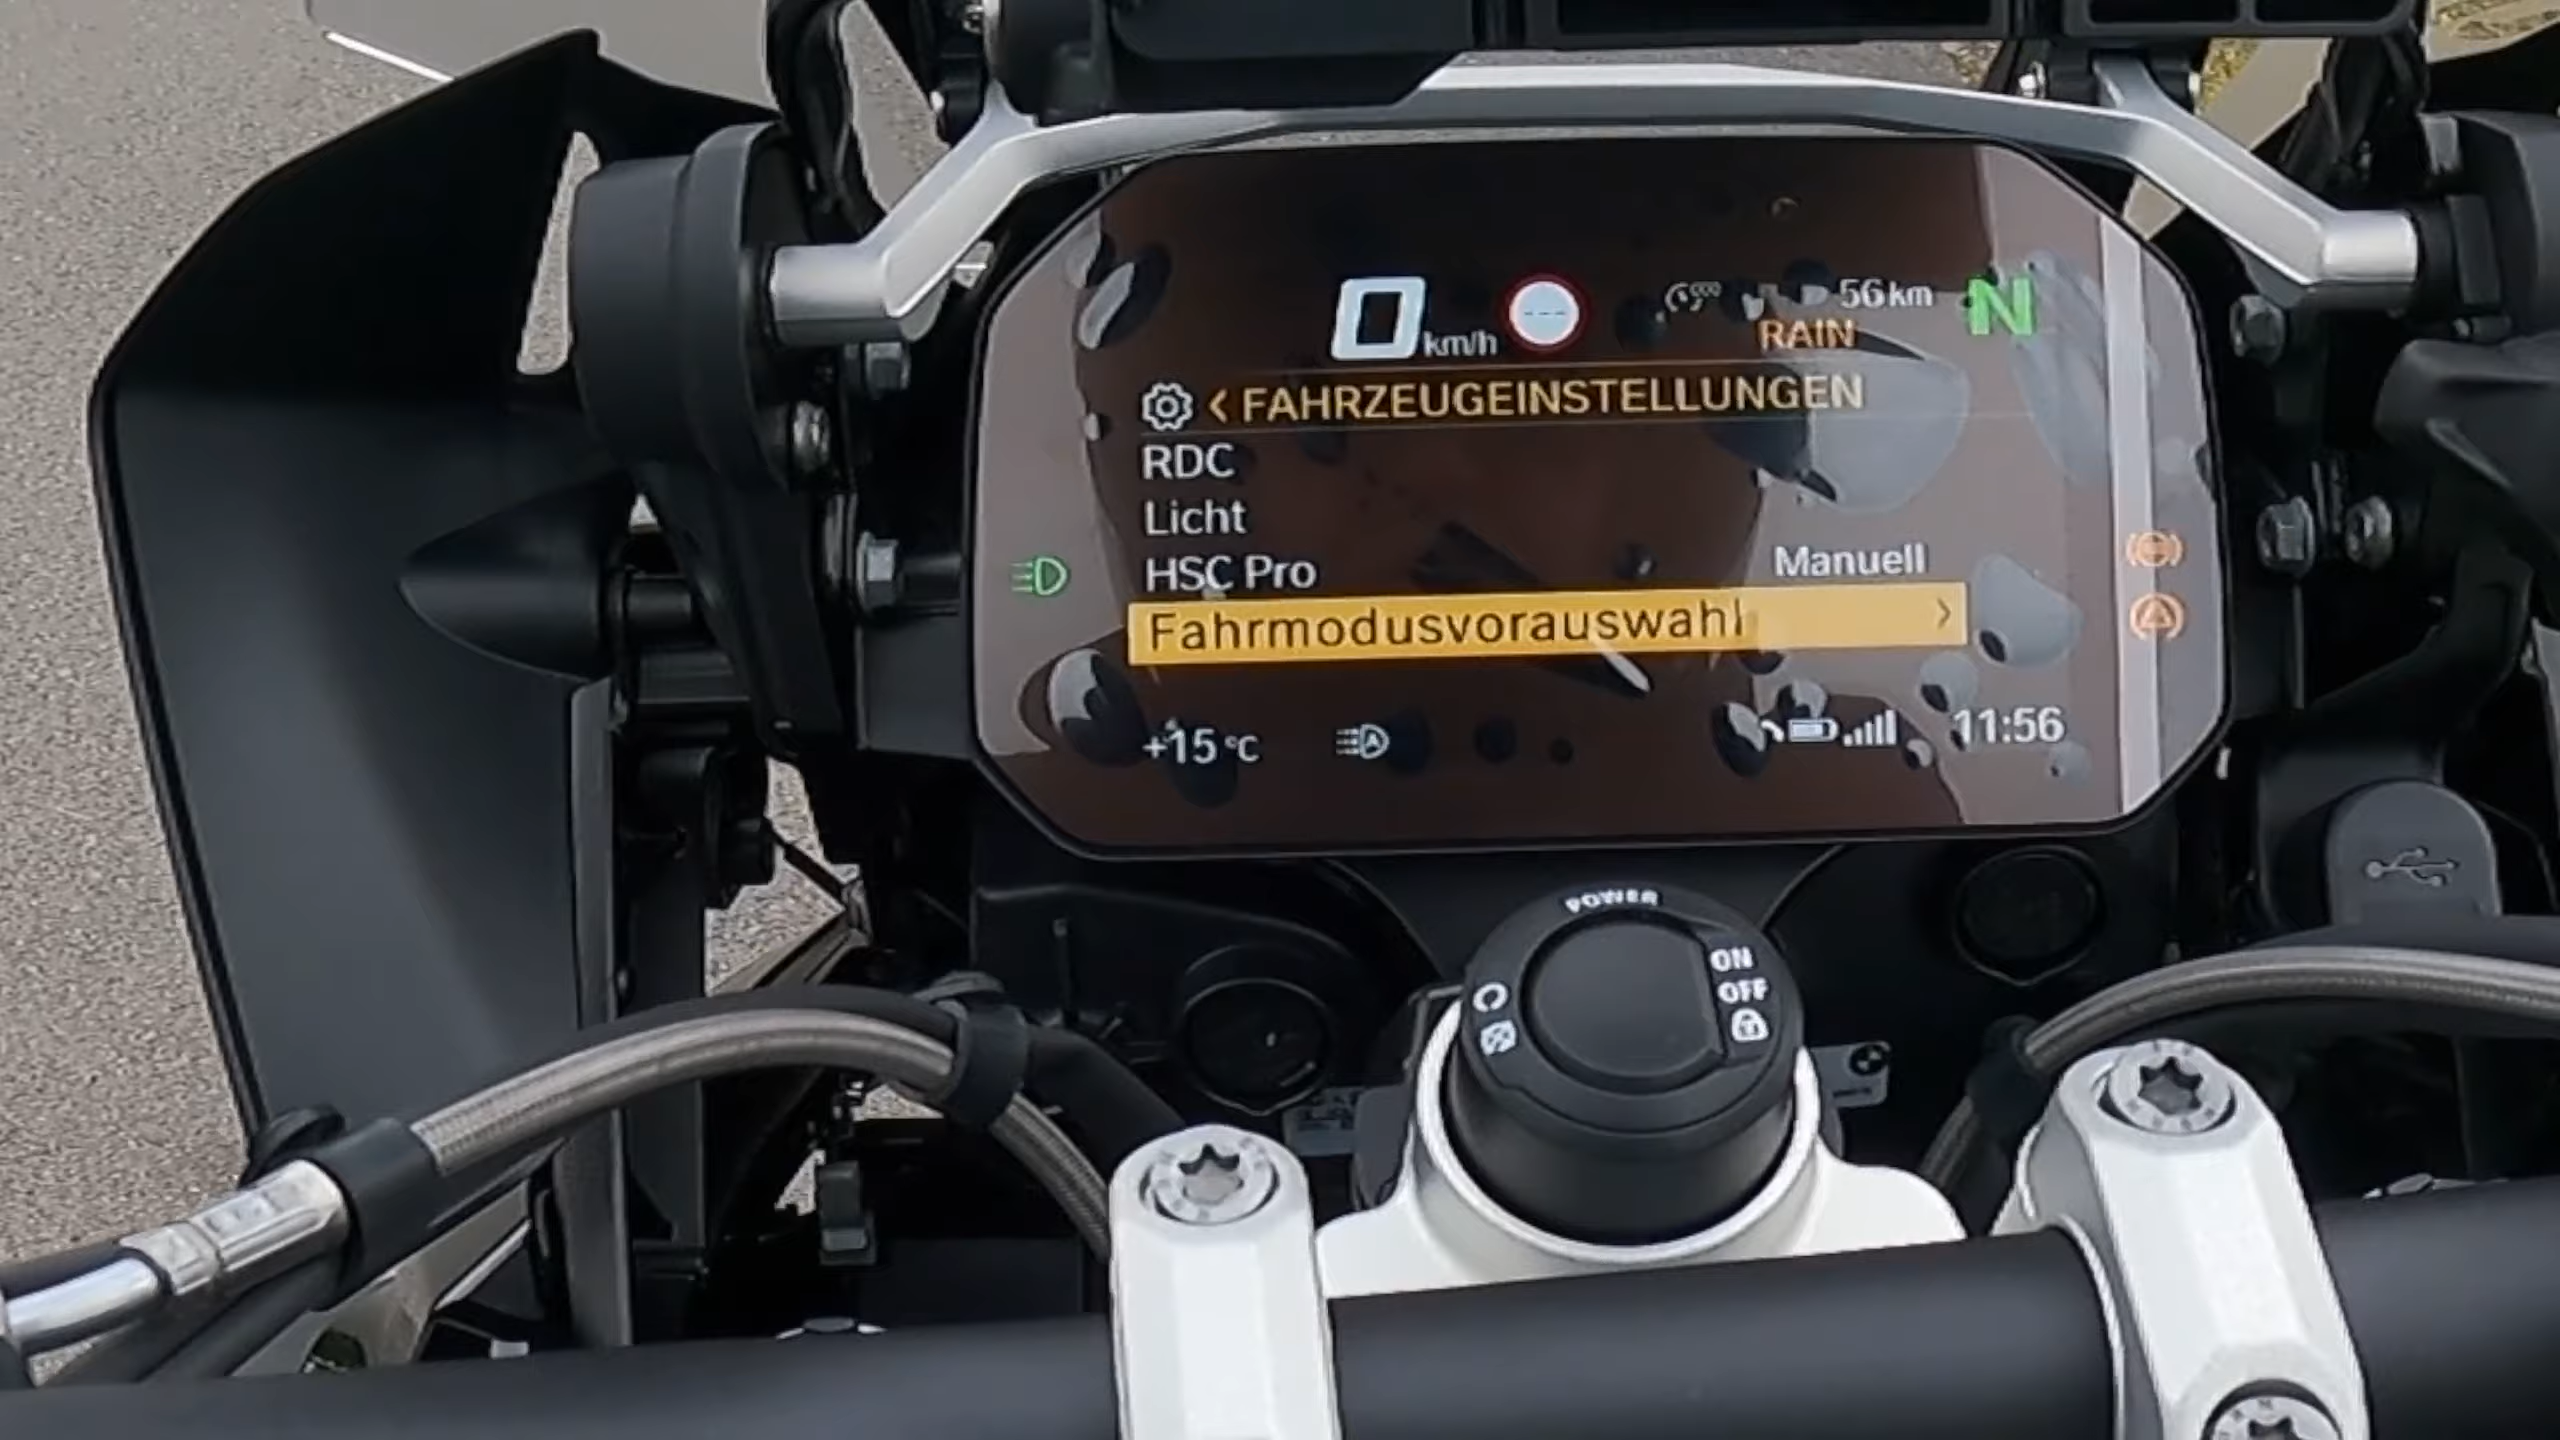 0 km/h
56 km
RAIN
N
< FAHRZEUGEINSTELLUNGEN
RDC
Licht
HSC Pro Manuell
Fahrmodusvorauswahl >
+15 °C
A
11:56
POWER
ON
OFF